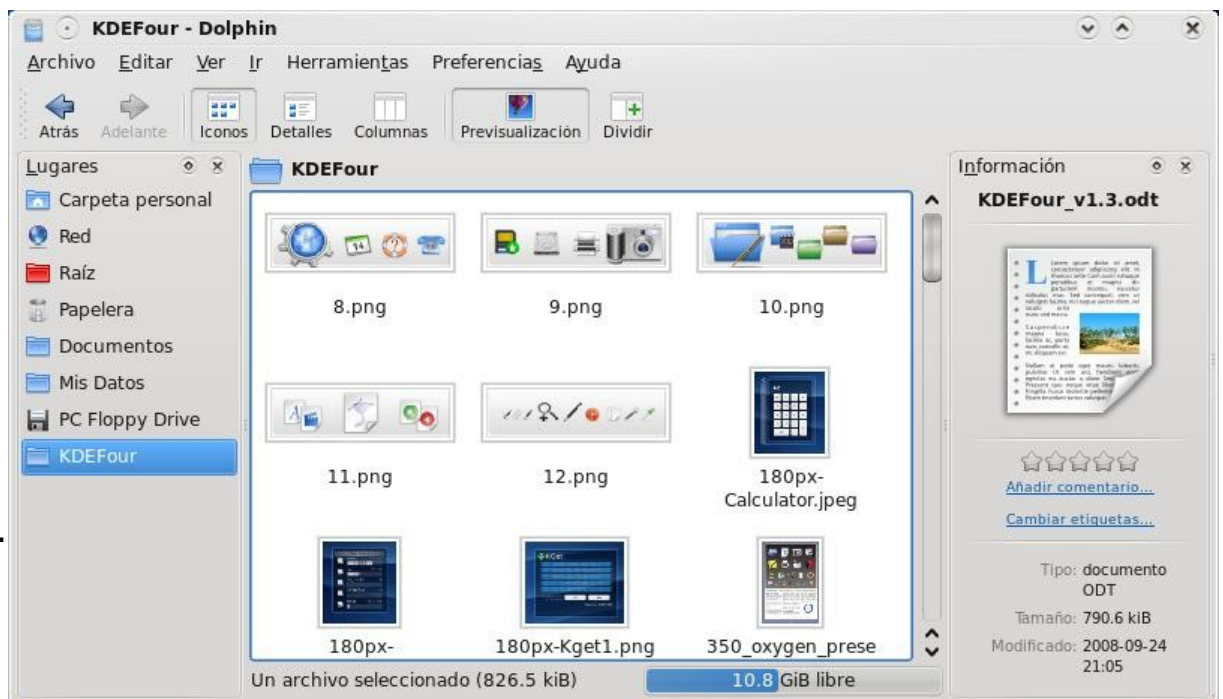 KDEFour - Dolphin
Archivo Editar Ver Ir Herramientas Preferencias Ayuda
Atrás Adelante Iconos Detalles Columnas Previsualización Dividir
Lugares
Carpeta personal
Red
Raíz
Papelera
Documentos
Mis Datos
PC Floppy Drive
KDEFour
KDEFour
8.png 9.png 10.png
11.png 12.png 180px-
Calculator.jpeg
KGet
180px- 180px-Kget1.png 350_oxygen_prese
Un archivo seleccionado (826.5 kiB) 10.8 GiB libre
Información
KDEFour_v1.3.odt
Añadir comentario...
Cambiar etiquetas...
Tipo: documento
ODT
Tamaño: 790.6 kiB
Modificado: 2008-09-24
21:05